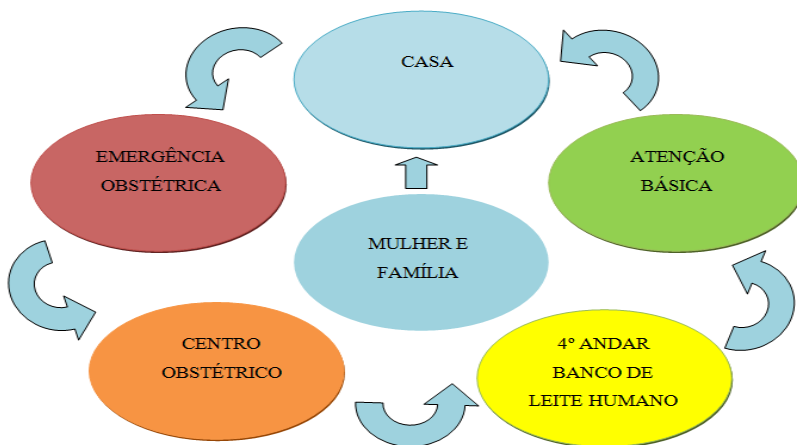 CASA
EMERGÊNCIA
OBSTÉTRICA
ATENÇÃO
BÁSICA
MULHER E
FAMÍLIA
CENTRO
OBSTÉTRICO
4º ANDAR
BANCO DE
LEITE HUMANO